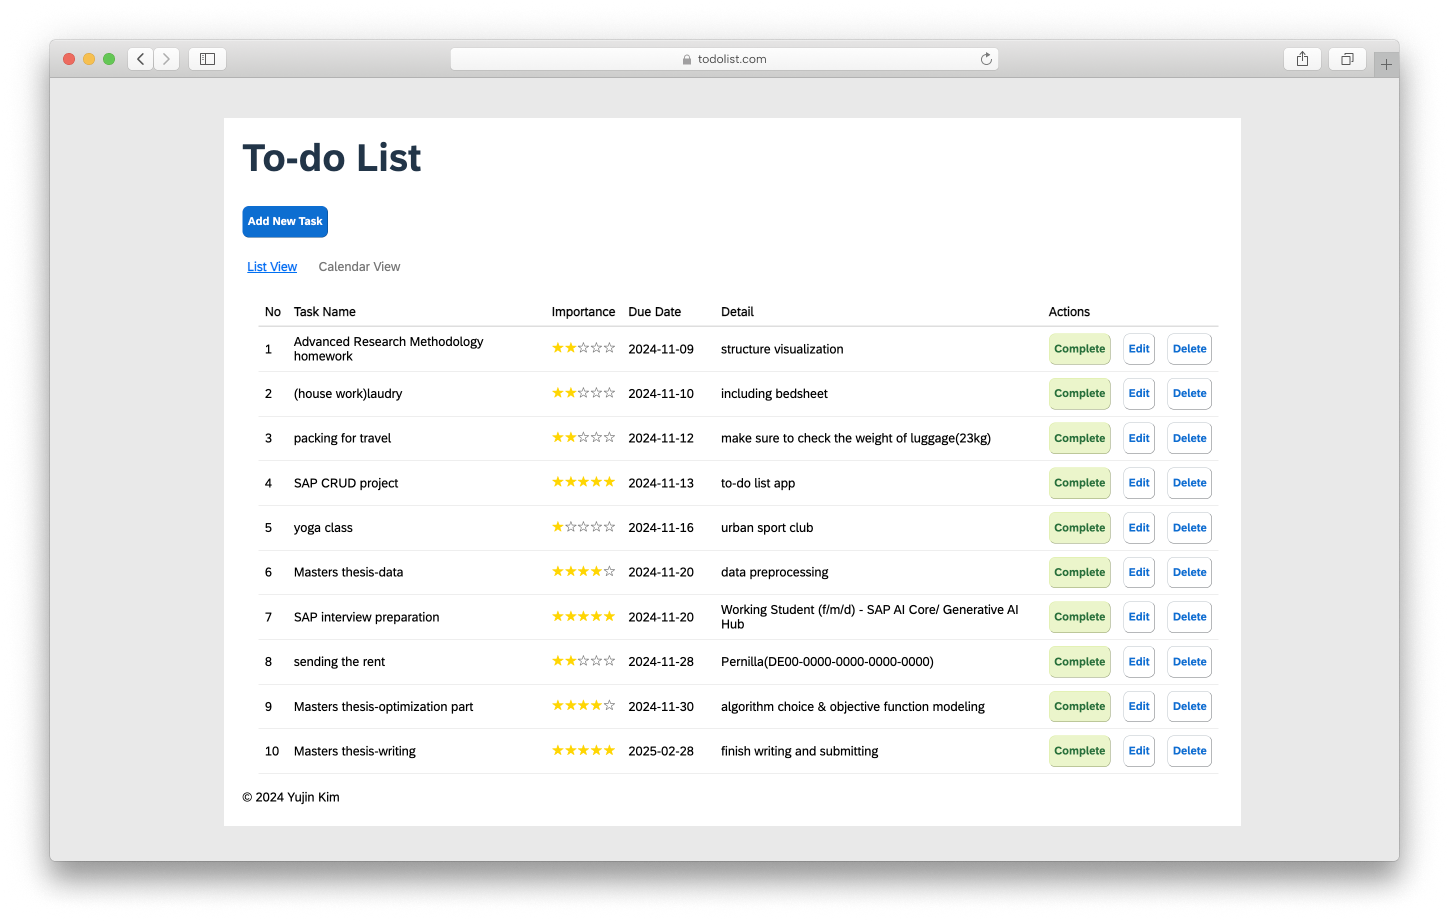 todolist.com
To-do List
Add New Task
List View Calendar View
No Task Name Importance Due Date Detail Actions
1 Advanced Research Methodology homework ★★☆☆☆ 2024-11-09 structure visualization Complete Edit Delete
2 (house work)laudry ★★☆☆☆ 2024-11-10 including bedsheet Complete Edit Delete
3 packing for travel ★★☆☆☆ 2024-11-12 make sure to check the weight of luggage(23kg) Complete Edit Delete
4 SAP CRUD project ★★★★★ 2024-11-13 to-do list app Complete Edit Delete
5 yoga class ★☆☆☆☆ 2024-11-16 urban sport club Complete Edit Delete
6 Masters thesis-data ★★★★☆ 2024-11-20 data preprocessing Complete Edit Delete
7 SAP interview preparation ★★★★★ 2024-11-20 Working Student (f/m/d) - SAP AI Core/ Generative AI Hub Complete Edit Delete
8 sending the rent ★★☆☆☆ 2024-11-28 Pernilla(DE00-0000-0000-0000-0000) Complete Edit Delete
9 Masters thesis-optimization part ★★★★☆ 2024-11-30 algorithm choice & objective function modeling Complete Edit Delete
10 Masters thesis-writing ★★★★★ 2025-02-28 finish writing and submitting Complete Edit Delete
© 2024 Yujin Kim